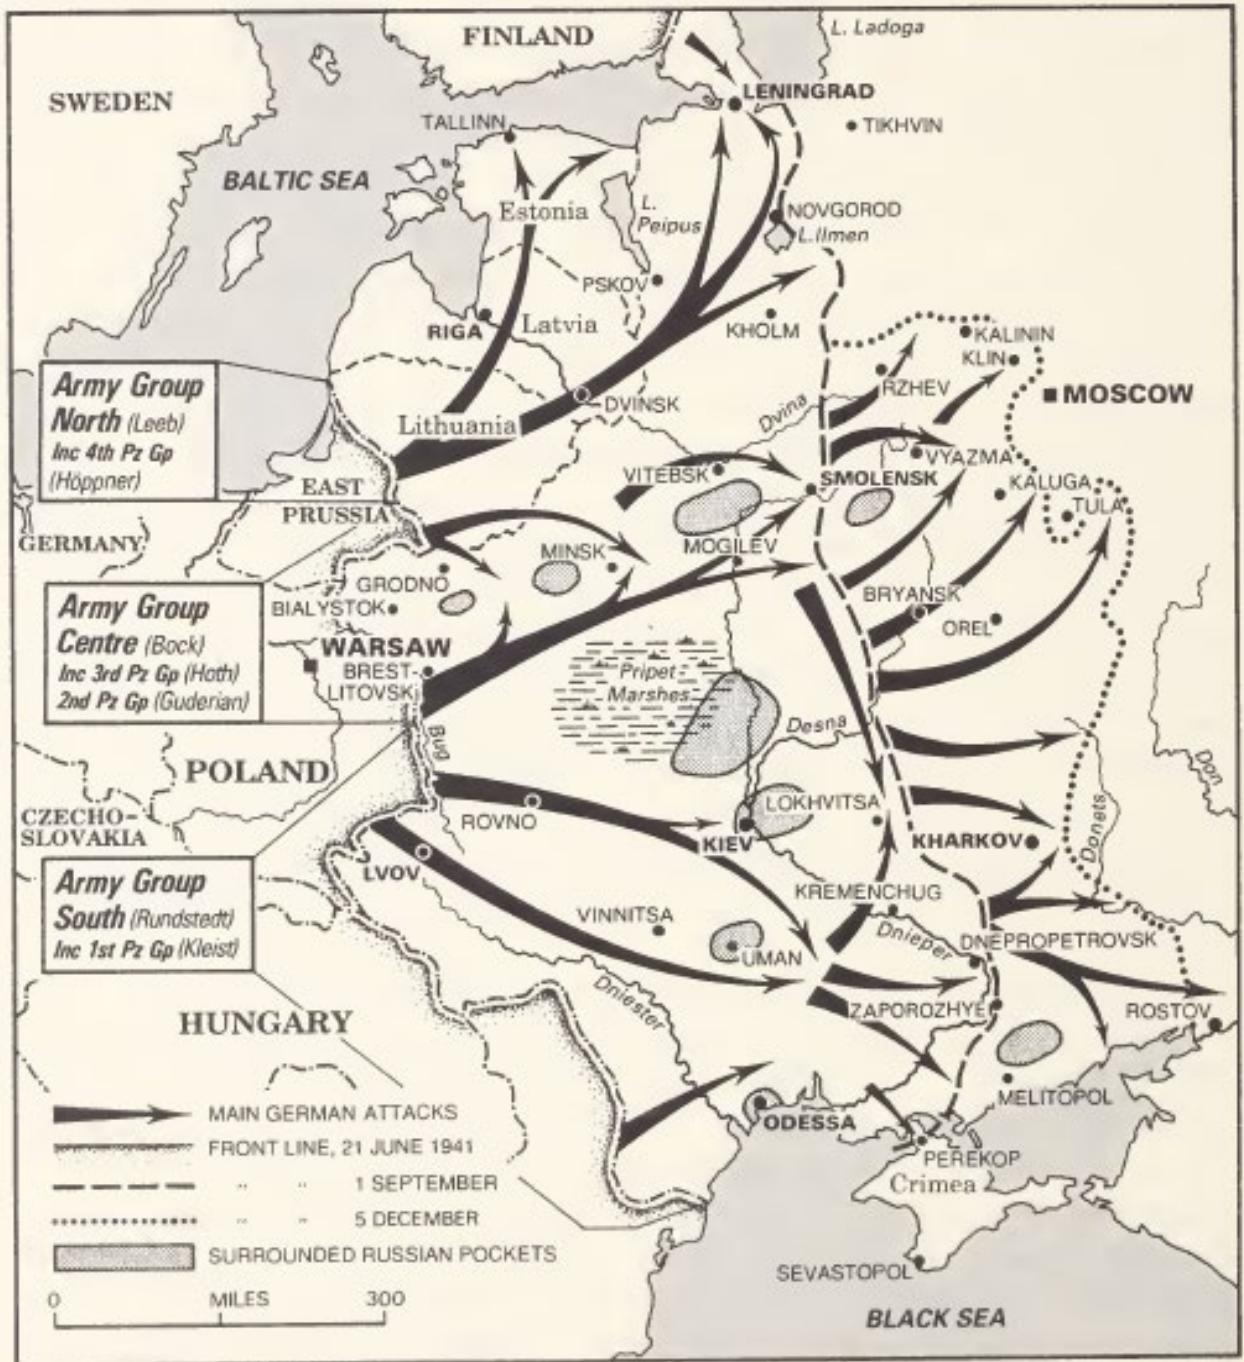 FINLAND
L. Ladoga
SWEDEN
LENINGRAD
TALLINN
TIKHVIN
BALTIC SEA
Estonia
L.
Peipus
NOVGOROD
L.Ilmen
PSKOV
RIGA
Latvia
KHOLM
KALININ
KLIN
Army Group
North (Leeb)
Inc 4th Pz Gp
(Höppner)
RZHEV
MOSCOW
DVINSK
Dvina
Lithuania
VITEBSK
VYAZMA
SMOLENSK
KALUGA
TULA
EAST
PRUSSIA
GERMANY
MINSK
MOGILEV
GRODNO
BIALYSTOK
BRYANSK
OREL
Army Group
Centre (Bock)
Inc 3rd Pz Gp (Hoth)
2nd Pz Gp (Guderian)
WARSAW
BREST-
LITOVSK
Pripet
Marshes
Desna
Bug
Don
POLAND
CZECHO-
SLOVAKIA
ROVNO
LOKHVITSA
KIEV
KHARKOV
Donets
LVOV
Army Group
South (Rundstedt)
Inc 1st Pz Gp (Kleist)
KREMENCHUG
VINNITSA
UMAN
Dnieper
DNEPROPETROVSK
Dniester
ZAPOROZHYE
ROSTOV
HUNGARY
MELITOPOL
ODESSA
PEREKOP
Crimea
MAIN GERMAN ATTACKS
FRONT LINE, 21 JUNE 1941
" " 1 SEPTEMBER
" " 5 DECEMBER
SURROUNDED RUSSIAN POCKETS
0 MILES 300
SEVASTOPOL
BLACK SEA